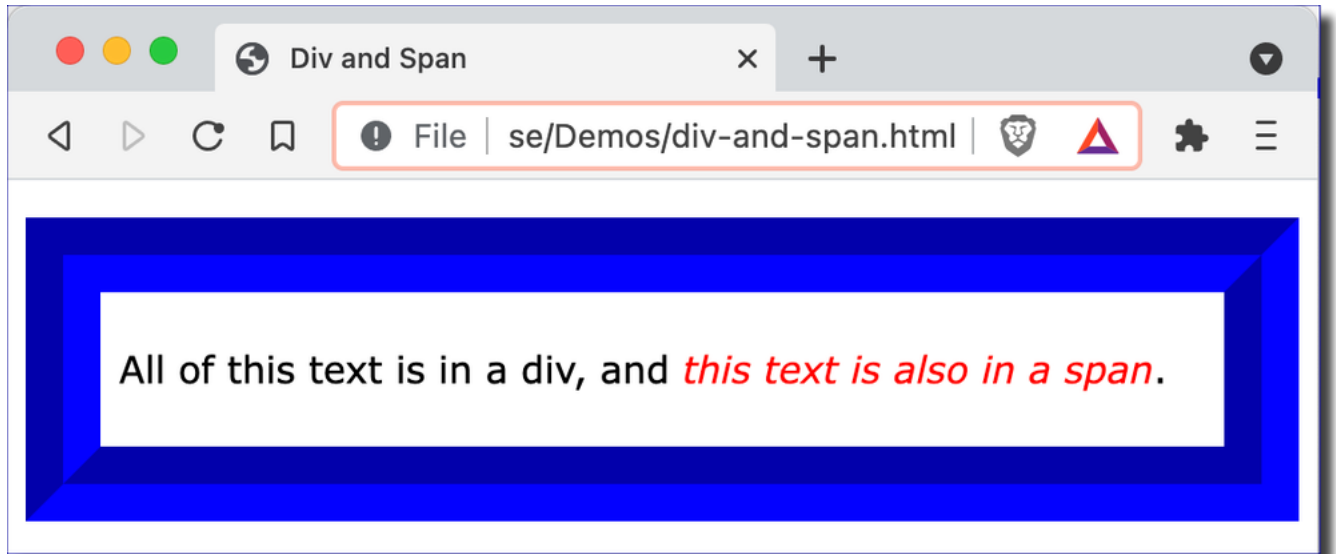 Div and Span
File se/Demos/div-and-span.html
All of this text is in a div, and this text is also in a span.